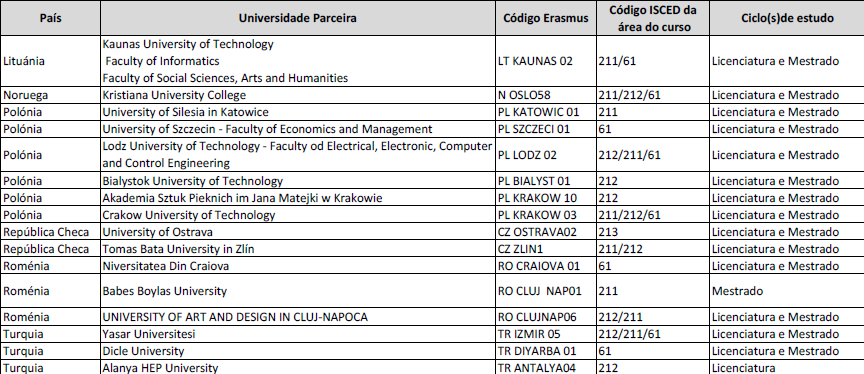 País Universidade Parceira Código Erasmus Código ISCED da área do curso Ciclo(s)de estudo
Lituánia Kaunas University of Technology
Faculty of Informatics
Faculty of Social Sciences, Arts and Humanities LT KAUNAS 02 211/61 Licenciatura e Mestrado
Noruega Kristiana University College N OSLO58 211/212/61 Licenciatura e Mestrado
Polónia University of Silesia in Katowice PL KATOWIC 01 211 Licenciatura e Mestrado
Polónia University of Szczecin - Faculty of Economics and Management PL SZCZECI 01 61 Licenciatura e Mestrado
Polónia Lodz University of Technology - Faculty od Electrical, Electronic, Computer
and Control Engineering PL LODZ 02 212/211/61 Licenciatura e Mestrado
Polónia Bialystok University of Technology PL BIALYST 01 212 Licenciatura e Mestrado
Polónia Akademia Sztuk Pieknich im Jana Matejki w Krakowie PL KRAKOW 10 212 Licenciatura e Mestrado
Polónia Crakow University of Technology PL KRAKOW 03 211/212/61 Licenciatura e Mestrado
República Checa University of Ostrava CZ OSTRAVA02 213 Licenciatura e Mestrado
República Checa Tomas Bata University in Zlín CZ ZLIN1 211/212 Licenciatura e Mestrado
Roménia Niversitatea Din Craiova RO CRAIOVA 01 61 Licenciatura e Mestrado
Roménia Babes Boylas University RO CLUJ NAP01 211 Mestrado
Roménia UNIVERSITY OF ART AND DESIGN IN CLUJ-NAPOCA RO CLUJNAP06 212/211 Licenciatura e Mestrado
Turquia Yasar Universitesi TR IZMIR 05 212/211/61 Licenciatura e Mestrado
Turquia Dicle University TR DIYARBA 01 61 Licenciatura e Mestrado
Turquia Alanya HEP University TR ANTALYA04 212 Licenciatura